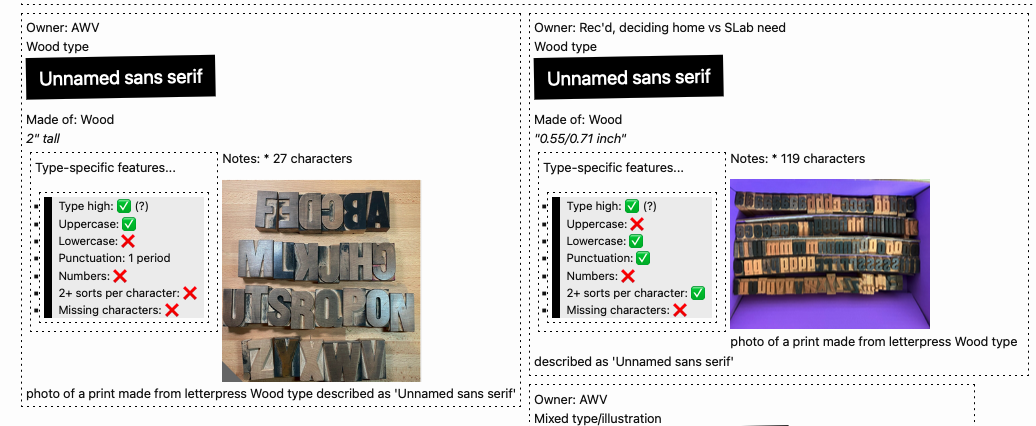 Owner: AWV
Wood type
Unnamed sans serif
Made of: Wood
2" tall
Type-specific features...
Type high: ✅ (?)
Uppercase: ✅
Lowercase: ❌
Punctuation: 1 period
Numbers: ❌
2+ sorts per character: ❌
Missing characters: ❌
Notes: * 27 characters
FEDCBA
MLKJIHG
UTSRQPON
ZYXWV
photo of a print made from letterpress Wood type described as 'Unnamed sans serif'
Owner: Rec'd, deciding home vs SLab need
Wood type
Unnamed sans serif
Made of: Wood
"0.55/0.71 inch"
Type-specific features...
Type high: ✅ (?)
Uppercase: ❌
Lowercase: ✅
Punctuation: ✅
Numbers: ❌
2+ sorts per character: ✅
Missing characters: ❌
Notes: * 119 characters
photo of a print made from letterpress Wood type
described as 'Unnamed sans serif'
Owner: AWV
Mixed type/illustration